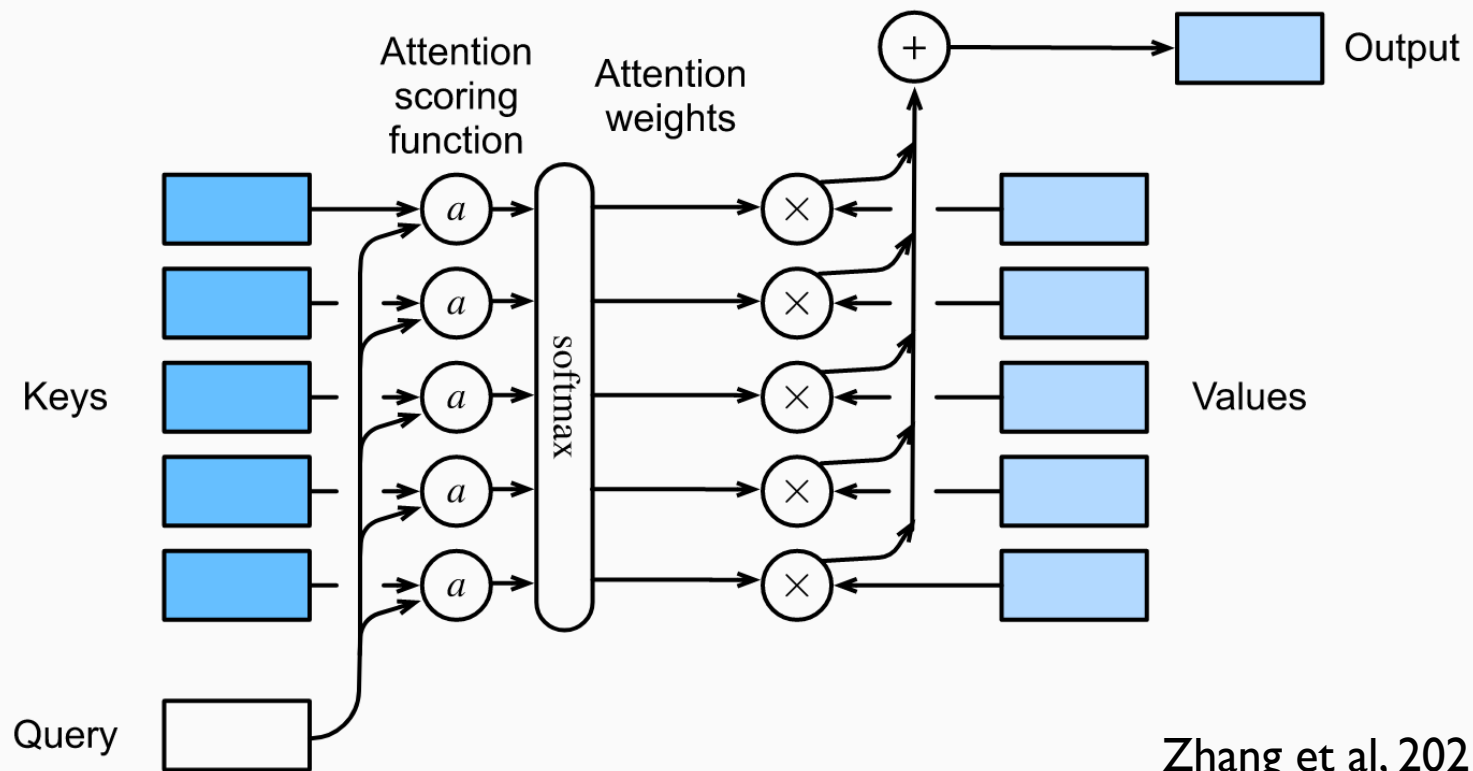 Attention
scoring
function
Attention
weights
+
Output
a
×
a
×
Keys
a
softmax
×
Values
a
×
a
×
Query
Zhang et al, 202